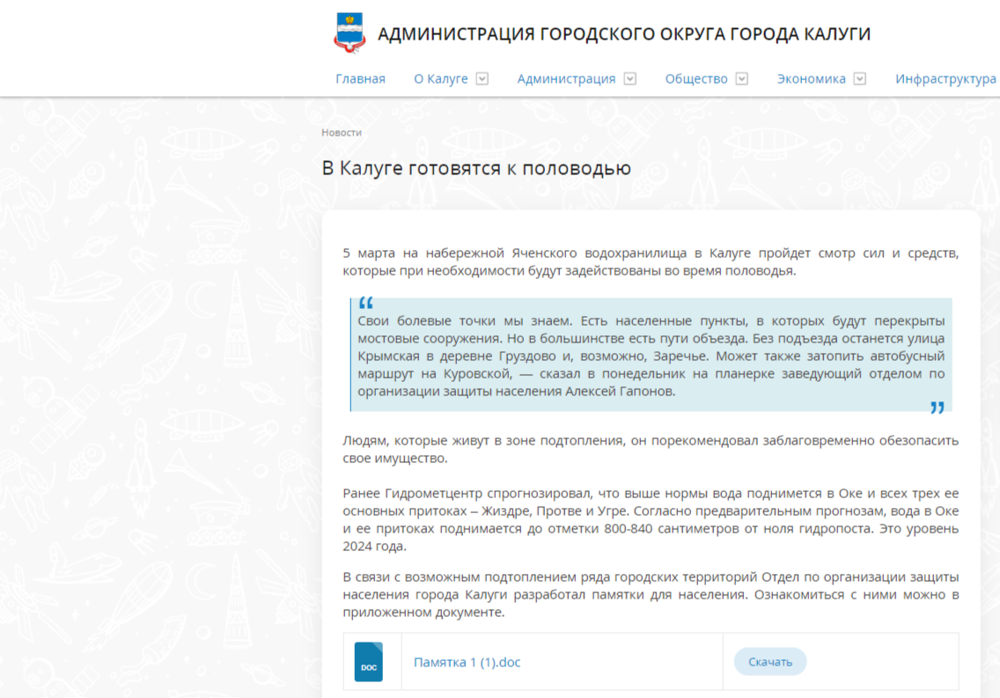 АДМИНИСТРАЦИЯ ГОРОДСКОГО ОКРУГА ГОРОДА КАЛУГИ
Главная О Калуге Администрация Общество Экономика Инфраструктура
Новости
В Калуге готовятся к половодью
5 марта на набережной Яченского водохранилища в Калуге пройдет смотр сил и средств,
которые при необходимости будут задействованы во время половодья.
“
Свои болевые точки мы знаем. Есть населенные пункты, в которых будут перекрыты
мостовые сооружения. Но в большинстве есть пути объезда. Без подъезда останется улица
Крымская в деревне Груздово и, возможно, Заречье. Может также затопить автобусный
маршрут на Куровской, — сказал в понедельник на планерке заведующий отделом по
организации защиты населения Алексей Гапонов.
”
Людям, которые живут в зоне подтопления, он порекомендовал заблаговременно обезопасить
свое имущество.
Ранее Гидрометцентр спрогнозировал, что выше нормы вода поднимется в Оке и всех трех ее
основных притоках – Жиздре, Протве и Угре. Согласно предварительным прогнозам, вода в Оке
и ее притоках поднимается до отметки 800-840 сантиметров от ноля гидропоста. Это уровень
2024 года.
В связи с возможным подтоплением ряда городских территорий Отдел по организации защиты
населения города Калуги разработал памятки для населения. Ознакомиться с ними можно в
приложенном документе.
DOC Памятка 1 (1).doc Скачать